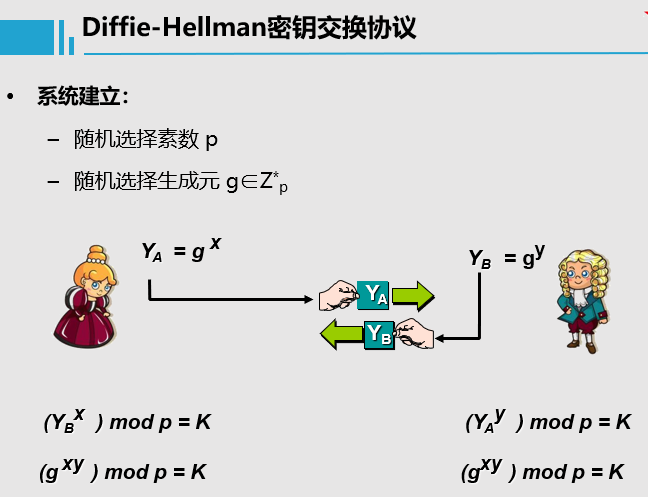 Diffie-Hellman密钥交换协议
• 系统建立：
– 随机选择素数 p
– 随机选择生成元 g∈Z*p
YA = g x
YB = gy
YA
YB
(YBx ) mod p = K
(YAy ) mod p = K
(g xy ) mod p = K
(gxy ) mod p = K